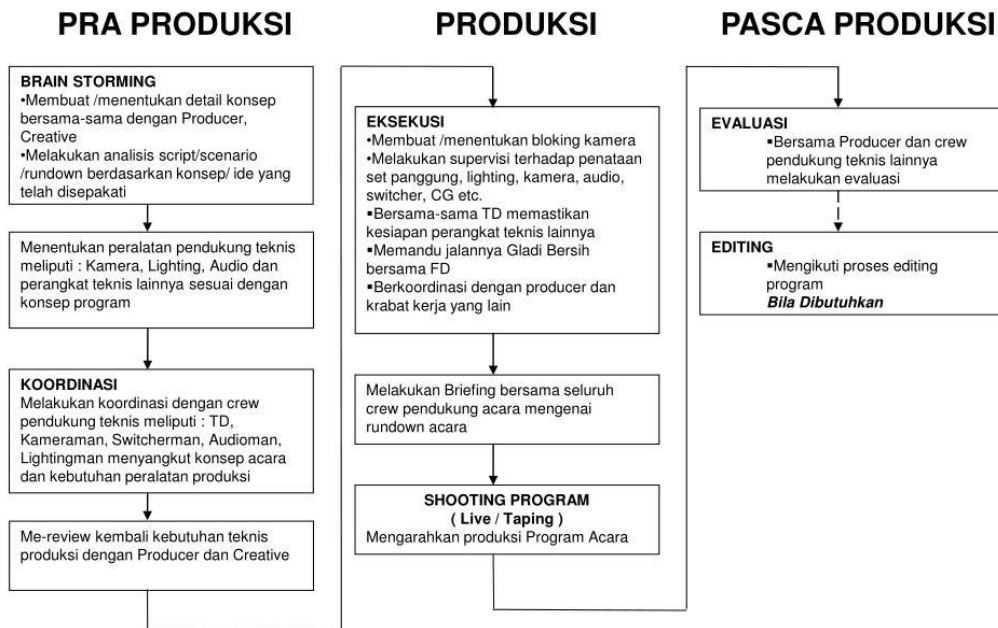 PRA PRODUKSI
BRAIN STORMING
•Membuat /menentukan detail konsep
bersama-sama dengan Producer,
Creative
•Melakukan analisis script/scenario
/rundown berdasarkan konsep/ ide yang
telah disepakati
Menentukan peralatan pendukung teknis
meliputi : Kamera, Lighting, Audio dan
perangkat teknis lainnya sesuai dengan
konsep program
KOORDINASI
Melakukan koordinasi dengan crew
pendukung teknis meliputi : TD,
Kameraman, Switcherman, Audioman,
Lightingman menyangkut konsep acara
dan kebutuhan peralatan produksi
Me-review kembali kebutuhan teknis
produksi dengan Producer dan Creative
PRODUKSI
EKSEKUSI
•Membuat /menentukan bloking kamera
•Melakukan supervisi terhadap penataan
set panggung, lighting, kamera, audio,
switcher, CG etc.
▪Bersama-sama TD memastikan
kesiapan perangkat teknis lainnya
▪Memandu jalannya Gladi Bersih
bersama FD
▪Berkoordinasi dengan producer dan
krabat kerja yang lain
Melakukan Briefing bersama seluruh
crew pendukung acara mengenai
rundown acara
SHOOTING PROGRAM
( Live / Taping )
Mengarahkan produksi Program Acara
PASCA PRODUKSI
EVALUASI
▪Bersama Producer dan crew
pendukung teknis lainnya
melakukan evaluasi
EDITING
▪Mengikuti proses editing
program
Bila Dibutuhkan